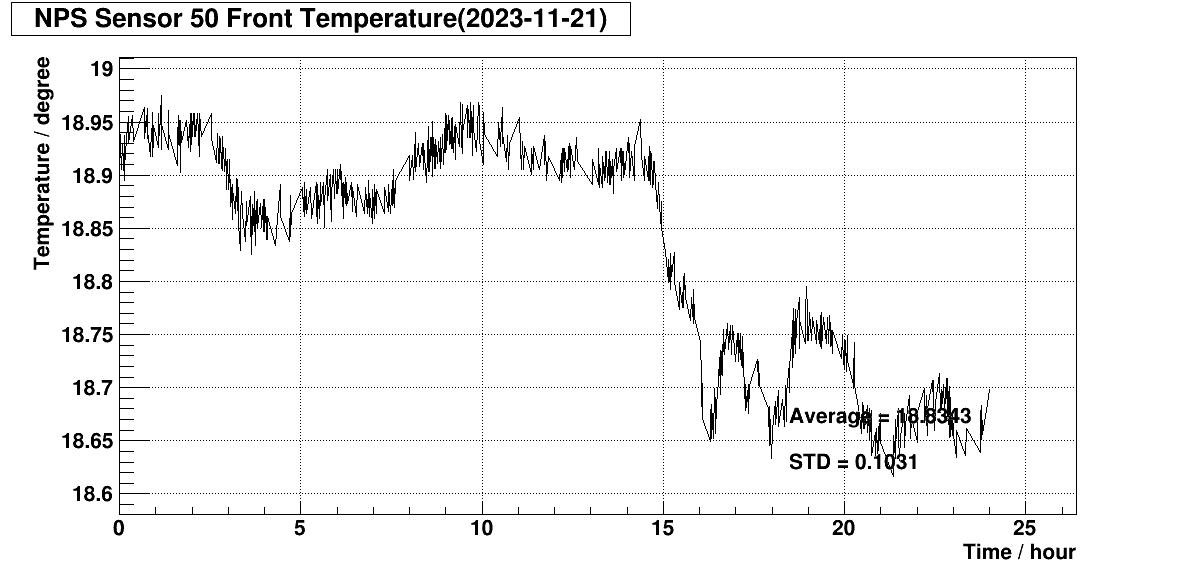 NPS Sensor 50 Front Temperature(2023-11-21)
Temperature / degree
19
18.95
18.9
18.85
18.8
18.75
18.7
18.65
18.6
Average = 18.8343
STD = 0.1031
0 5 10 15 20 25
Time / hour